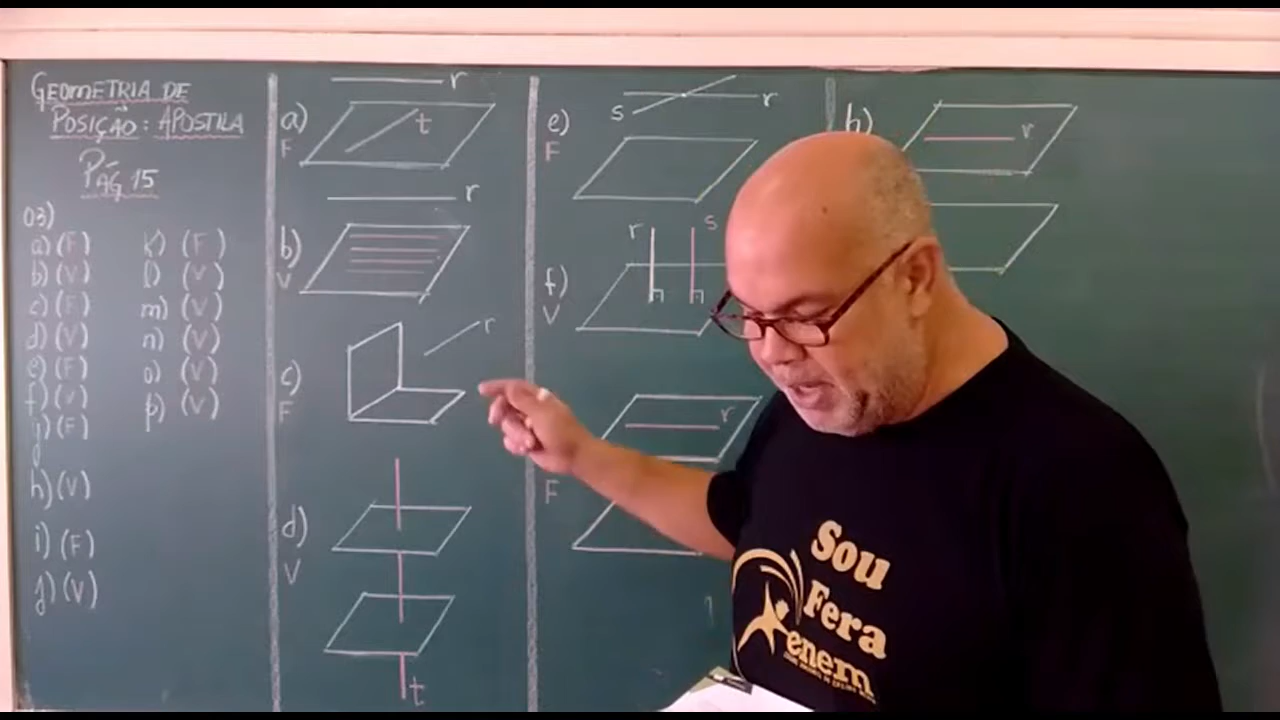 GEOMETRIA DE
POSIÇÃO: APOSTILA
PÁG 15
03)
a) (F)
b) (V)
c) (F)
d) (V)
e) (F)
f) (V)
g) (F)
h) (V)
i) (F)
j) (V)
k) (F)
l) (V)
m) (V)
n) (V)
o) (V)
p) (V)
r
a)
F
t
r
b)
V
c)
F
r
d)
V
t
e)
F
s
r
f)
V
r
s
F
r
h)
r
Sou
Fera
enem